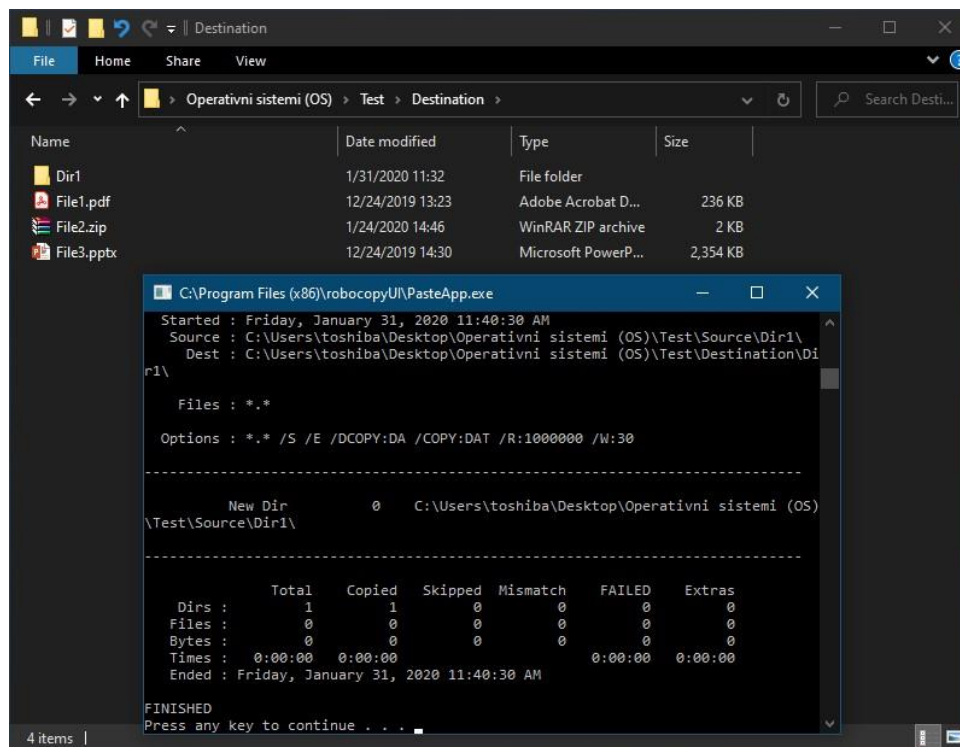 Destination
File Home Share View
Operativni sistemi (OS) > Test > Destination >
Search Desti...
Name Date modified Type Size
Dir1 1/31/2020 11:32 File folder
File1.pdf 12/24/2019 13:23 Adobe Acrobat D... 236 KB
File2.zip 1/24/2020 14:46 WinRAR ZIP archive 2 KB
File3.pptx 12/24/2019 14:30 Microsoft PowerP... 2,354 KB
C:\Program Files (x86)\robocopyUI\PasteApp.exe
Started : Friday, January 31, 2020 11:40:30 AM
Source : C:\Users\toshiba\Desktop\Operativni sistemi (OS)\Test\Source\Dir1\
Dest : C:\Users\toshiba\Desktop\Operativni sistemi (OS)\Test\Destination\Di
r1\
Files : *.*
Options : *.* /S /E /DCOPY:DA /COPY:DAT /R:1000000 /W:30
------------------------------------------------------------------------------
New Dir 0 C:\Users\toshiba\Desktop\Operativni sistemi (OS)
\Test\Source\Dir1\
------------------------------------------------------------------------------
Total Copied Skipped Mismatch FAILED Extras
Dirs : 1 1 0 0 0 0
Files : 0 0 0 0 0 0
Bytes : 0 0 0 0 0 0
Times : 0:00:00 0:00:00 0:00:00 0:00:00
Ended : Friday, January 31, 2020 11:40:30 AM
FINISHED
Press any key to continue . . .
4 items